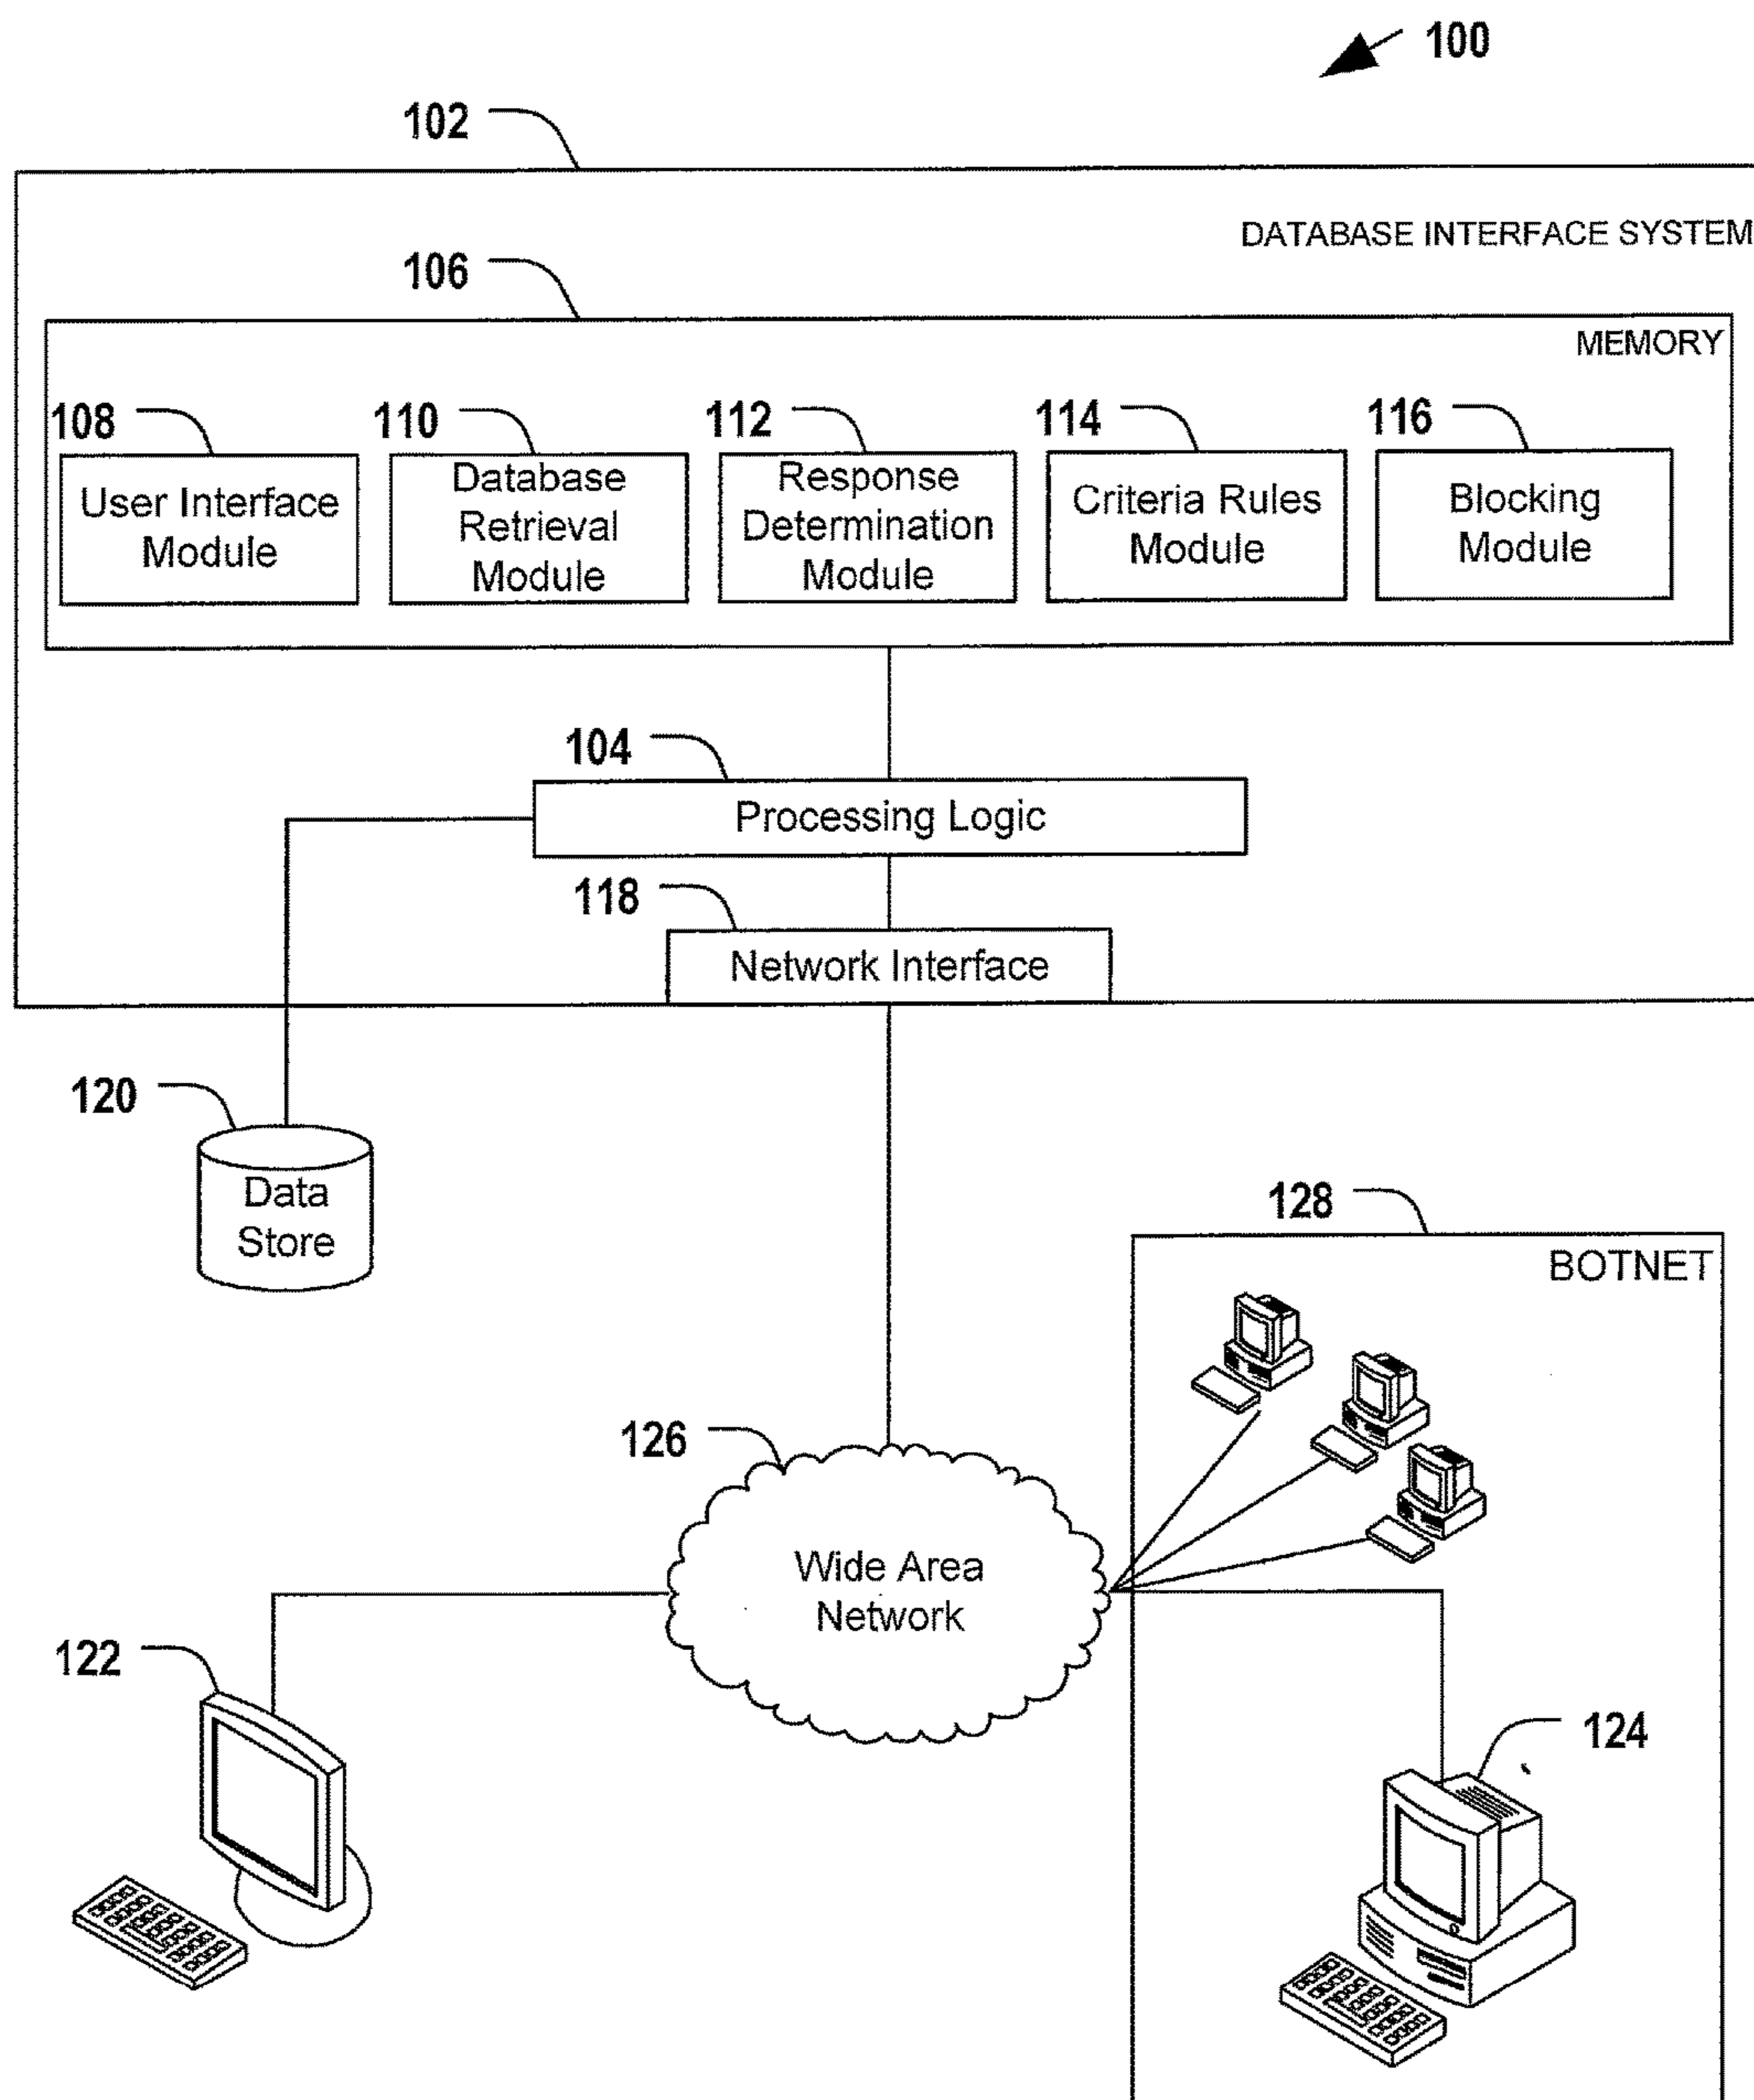 100
102
DATABASE INTERFACE SYSTEM
106
MEMORY
108
110
112
114
116
User Interface
Module
Database
Retrieval
Module
Response
Determination
Module
Criteria Rules
Module
Blocking
Module
104
Processing Logic
118
Network Interface
120
Data
Store
128
BOTNET
126
Wide Area
Network
122
124